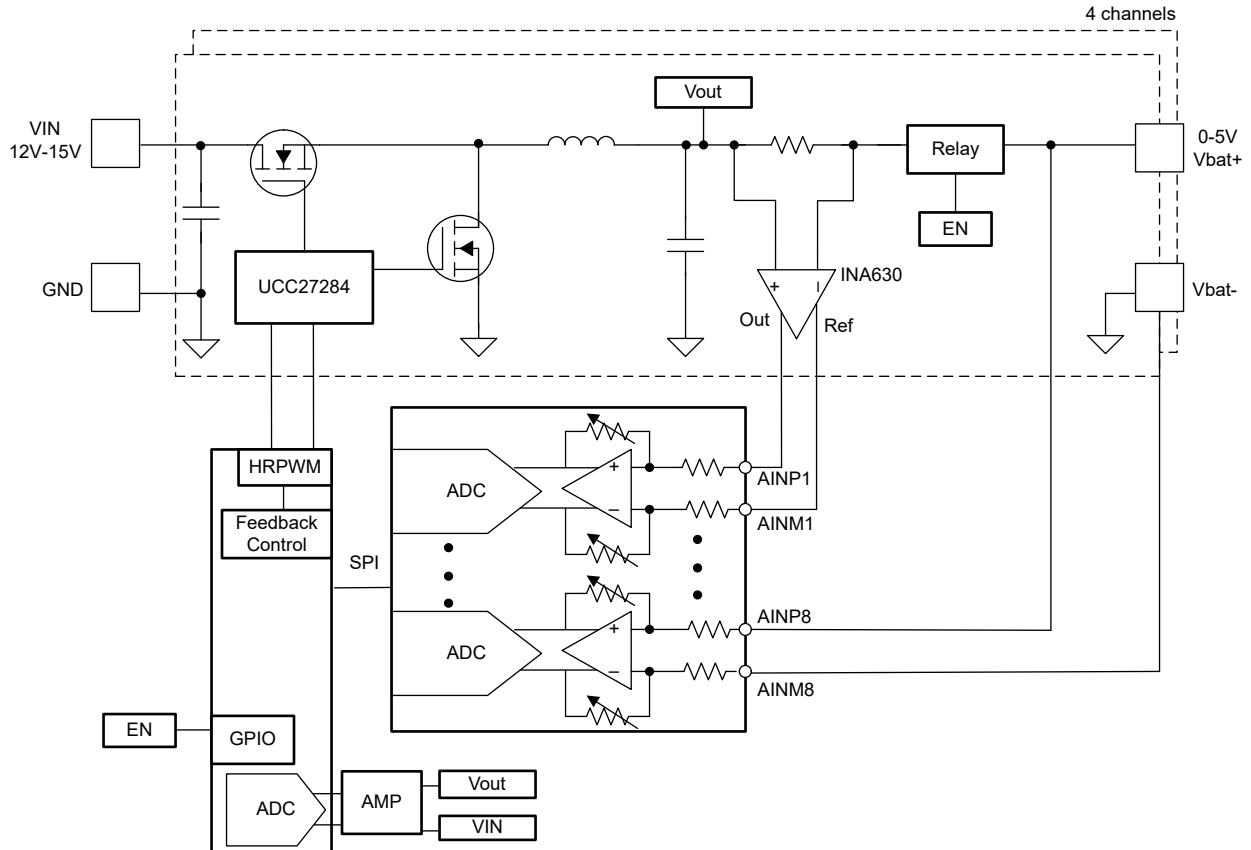 4 channels
VIN
12V-15V
GND
Vout
Relay
EN
0-5V
Vbat+
Vbat-
UCC27284
+
–
INA630
Out
Ref
HRPWM
Feedback
Control
SPI
ADC
+
–
AINP1
AINM1
ADC
+
–
AINP8
AINM8
EN
GPIO
ADC
AMP
Vout
VIN